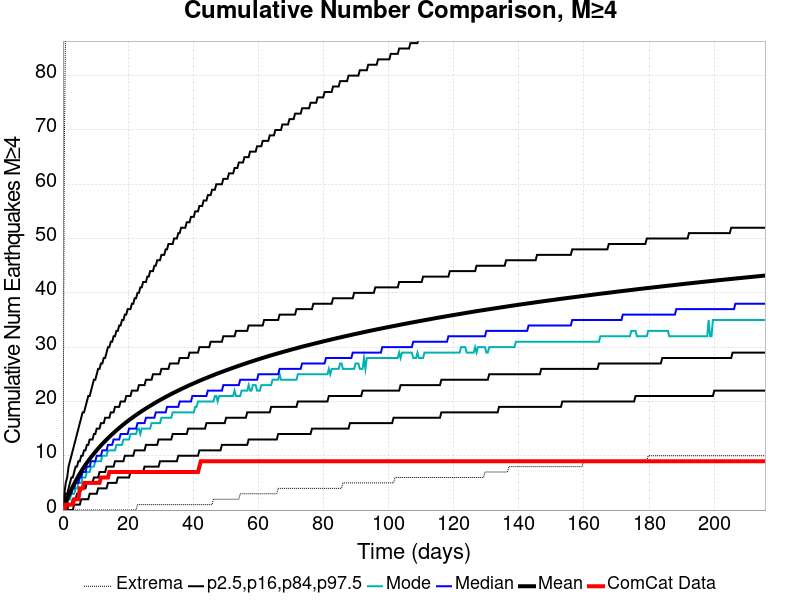 Cumulative Number Comparison, M≥4
Cumulative Num Earthquakes M≥4
80
70
60
50
40
30
20
10
0
0 20 40 60 80 100 120 140 160 180 200
Time (days)
Extrema p2.5,p16,p84,p97.5 Mode Median Mean ComCat Data